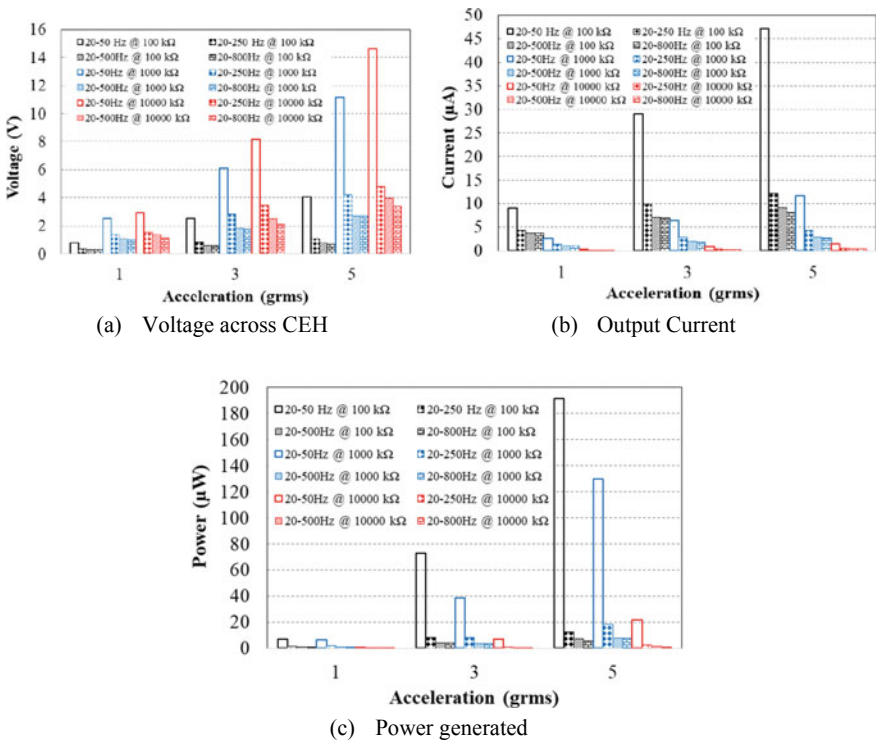 16
14
12
10
8
6
4
2
0
Voltage (V)
20-50 Hz @ 100 kΩ
20-250 Hz @ 100 kΩ
20-500Hz @ 100 kΩ
20-800Hz @ 100 kΩ
20-50Hz @ 1000 kΩ
20-250Hz @ 1000 kΩ
20-500Hz @ 1000 kΩ
20-800Hz @ 1000 kΩ
20-50Hz @ 10000 kΩ
20-250Hz @ 10000 kΩ
20-500Hz @ 10000 kΩ
20-800Hz @ 10000 kΩ
1 3 5
Acceleration (grms)
(a) Voltage across CEH
50
45
40
35
30
25
20
15
10
5
0
Current (µA)
20-50 Hz @ 100 kΩ
20-250 Hz @ 100 kΩ
20-500Hz @ 100 kΩ
20-800Hz @ 100 kΩ
20-50Hz @ 1000 kΩ
20-250Hz @ 1000 kΩ
20-500Hz @ 1000 kΩ
20-800Hz @ 1000 kΩ
20-50Hz @ 10000 kΩ
20-250Hz @ 10000 kΩ
20-500Hz @ 10000 kΩ
20-800Hz @ 10000 kΩ
1 3 5
Acceleration (grms)
(b) Output Current
200
180
160
140
120
100
80
60
40
20
0
Power (µW)
20-50 Hz @ 100 kΩ
20-250 Hz @ 100 kΩ
20-500Hz @ 100 kΩ
20-800Hz @ 100 kΩ
20-50Hz @ 1000 kΩ
20-250Hz @ 1000 kΩ
20-500Hz @ 1000 kΩ
20-800Hz @ 1000 kΩ
20-50Hz @ 10000 kΩ
20-250Hz @ 10000 kΩ
20-500Hz @ 10000 kΩ
20-800Hz @ 10000 kΩ
1 3 5
Acceleration (grms)
(c) Power generated